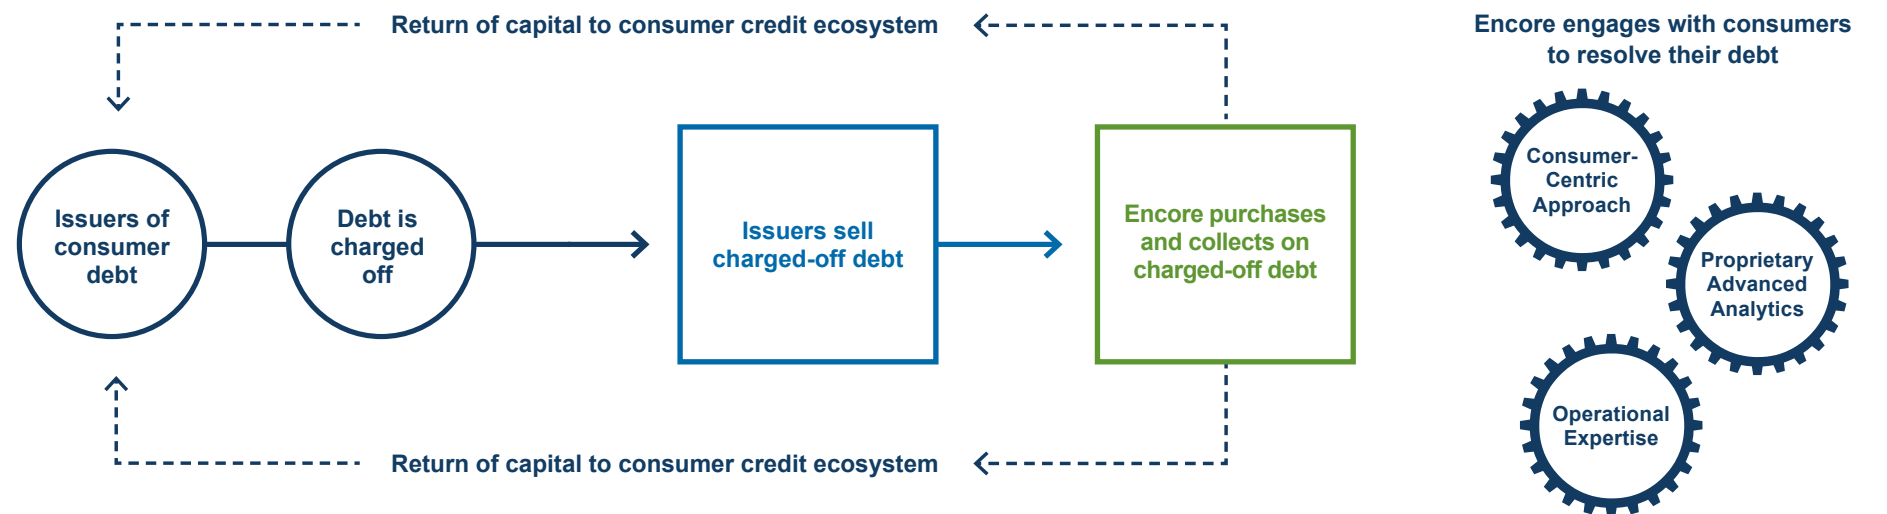 Return of capital to consumer credit ecosystem
Issuers of
consumer
debt
Debt is
charged
off
Issuers sell
charged-off debt
Encore purchases
and collects on
charged-off debt
Return of capital to consumer credit ecosystem
Encore engages with consumers
to resolve their debt
Consumer-
Centric
Approach
Proprietary
Advanced
Analytics
Operational
Expertise